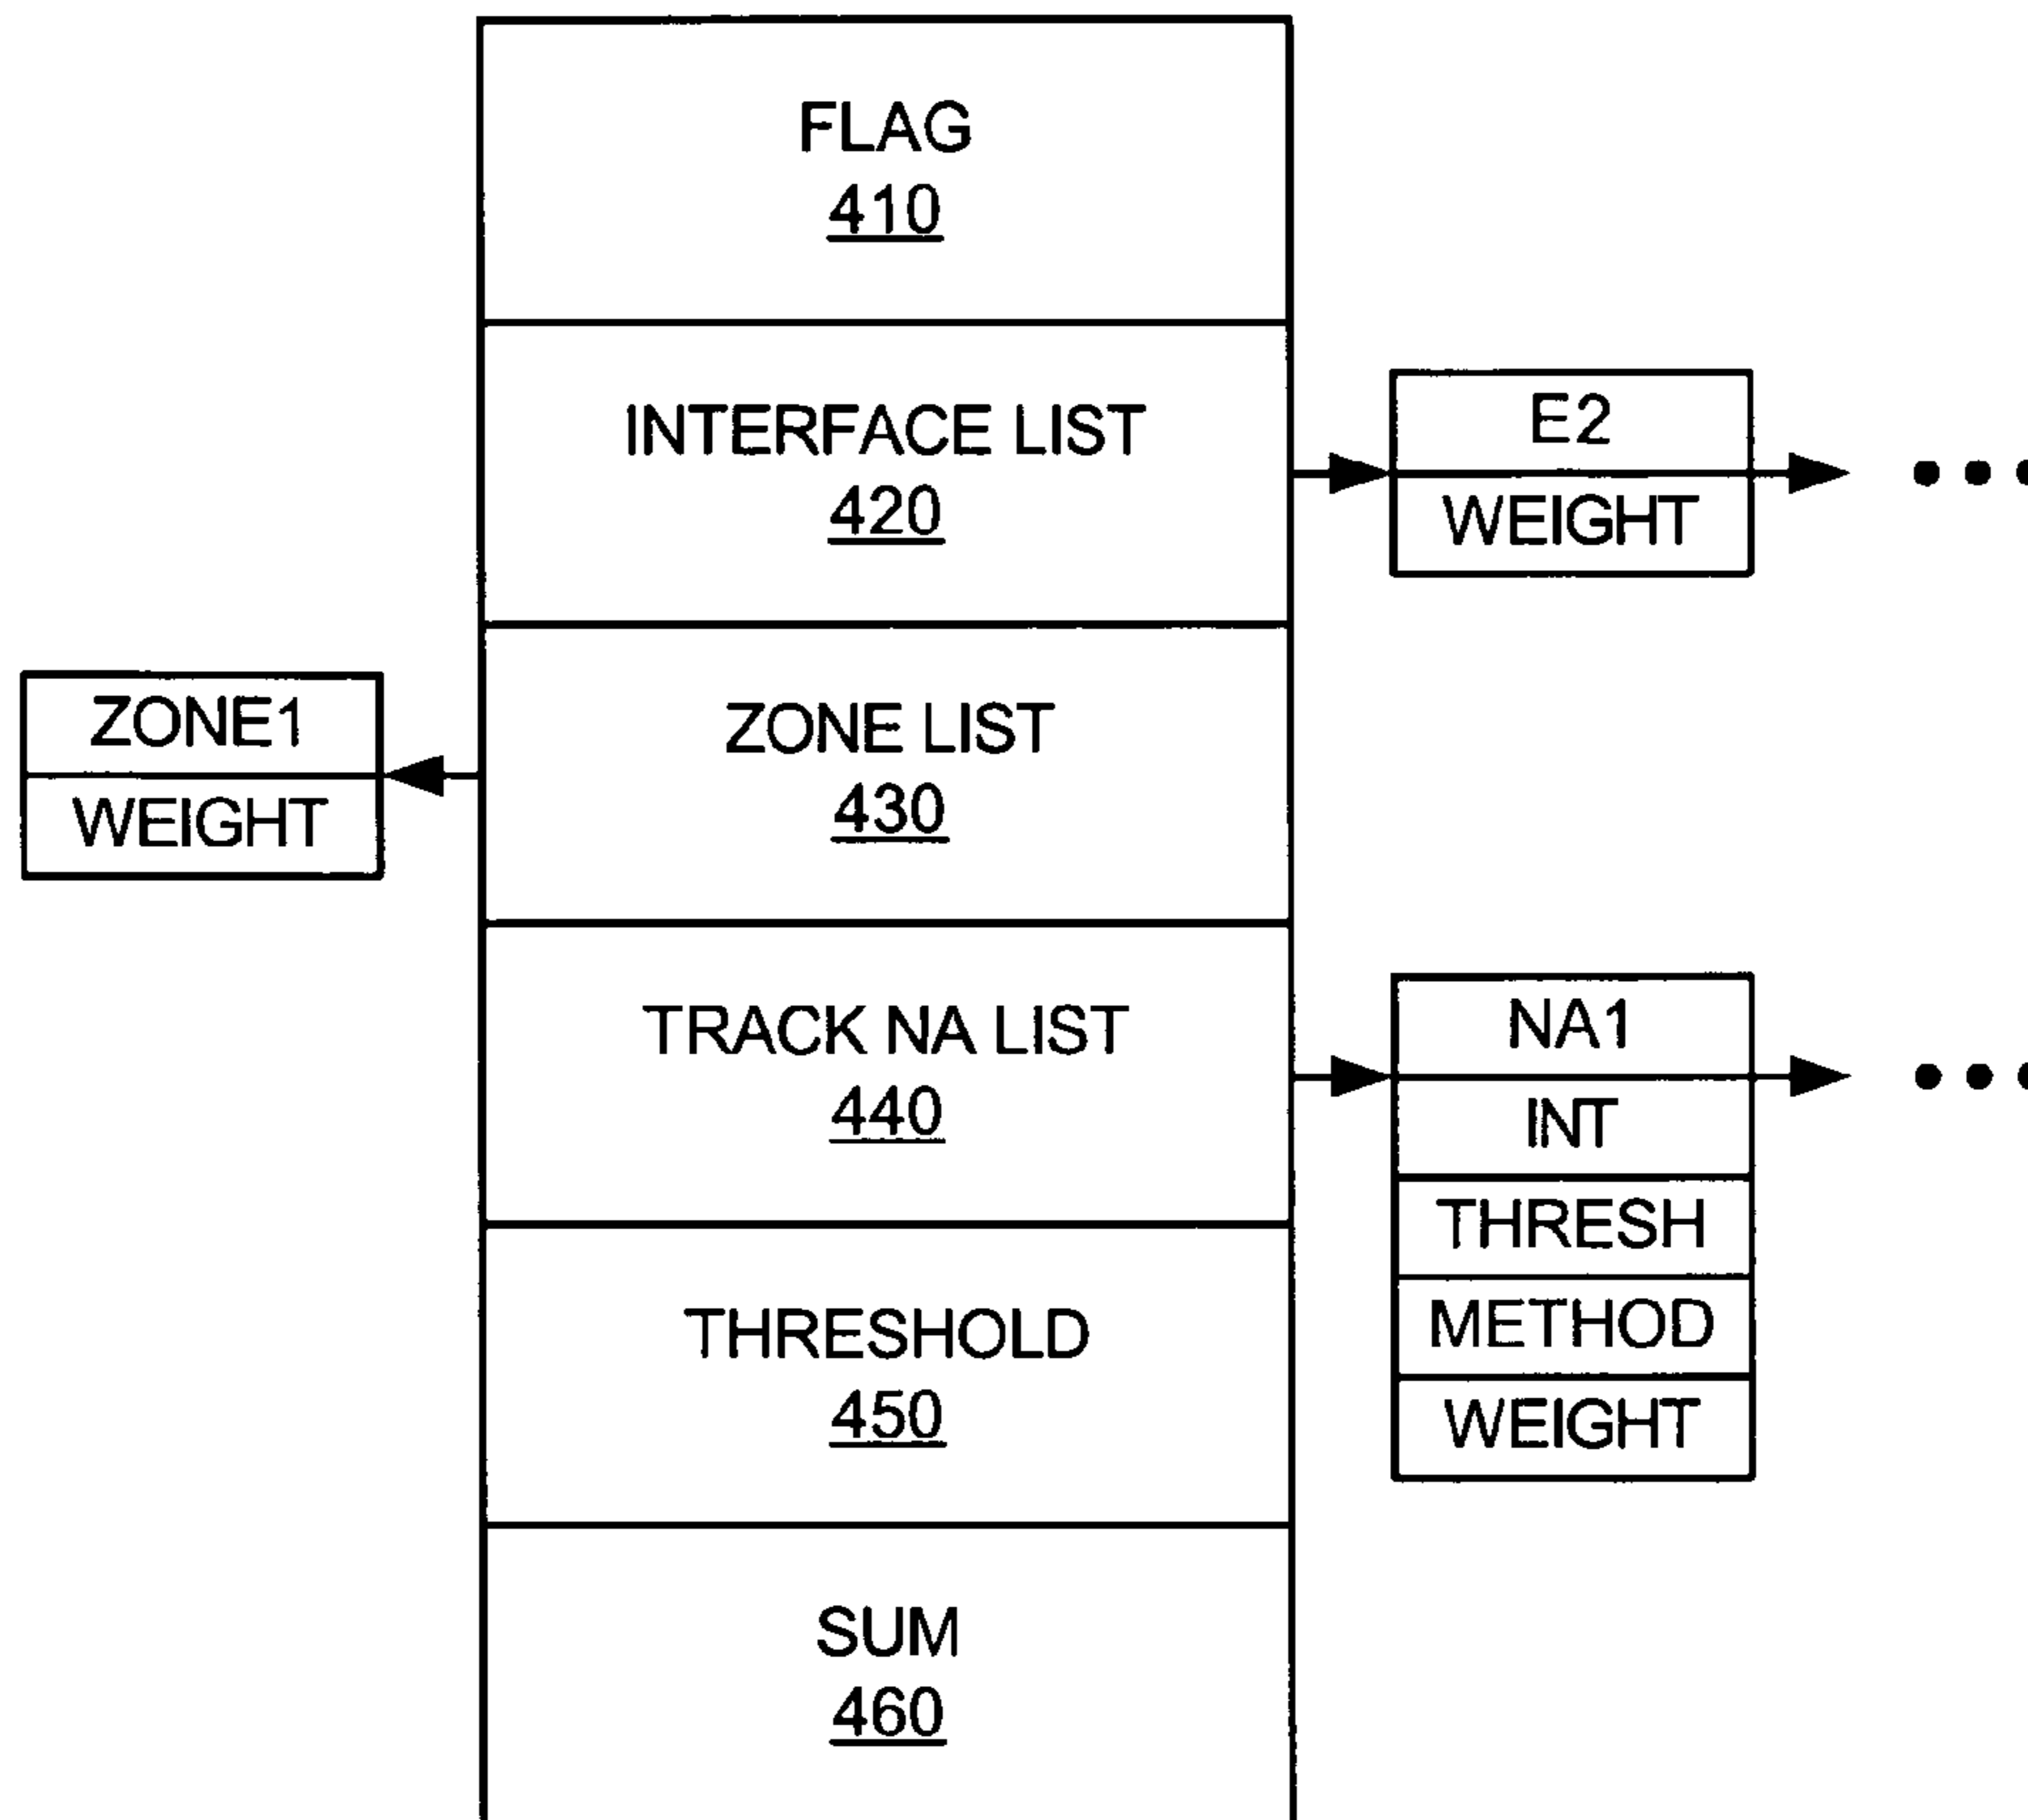 FLAG
410
INTERFACE LIST
420
E2
WEIGHT
ZONE LIST
430
ZONE1
WEIGHT
TRACK NA LIST
440
NA1
INT
THRESH
METHOD
WEIGHT
THRESHOLD
450
SUM
460